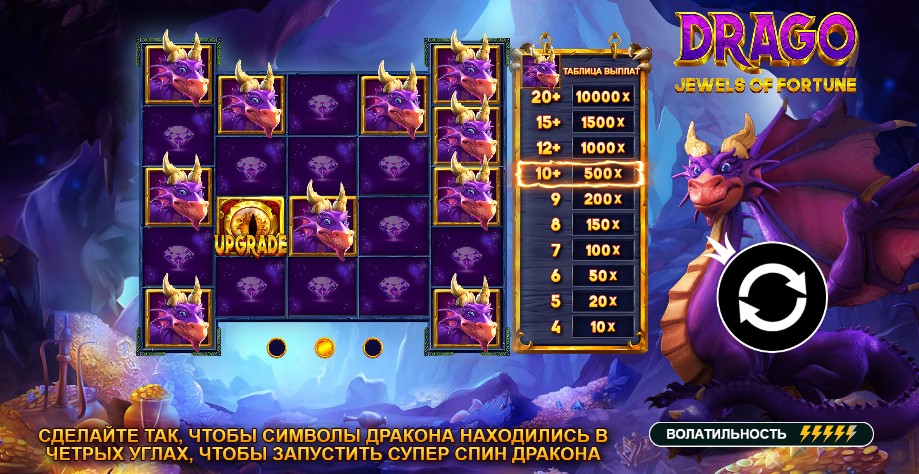 DRAGO
JEWELS OF FORTUNE
ТАБЛИЦА ВЫПЛАТ
20+ 10000x
15+ 1500x
12+ 1000x
10+ 500x
9 200x
8 150x
7 100x
6 50x
5 20x
4 10x
UPGRADE
СДЕЛАЙТЕ ТАК, ЧТОБЫ СИМВОЛЫ ДРАКОНА НАХОДИЛИСЬ В
ЧЕТРЫХ УГЛАХ, ЧТОБЫ ЗАПУСТИТЬ СУПЕР СПИН ДРАКОНА
ВОЛАТИЛЬНОСТЬ